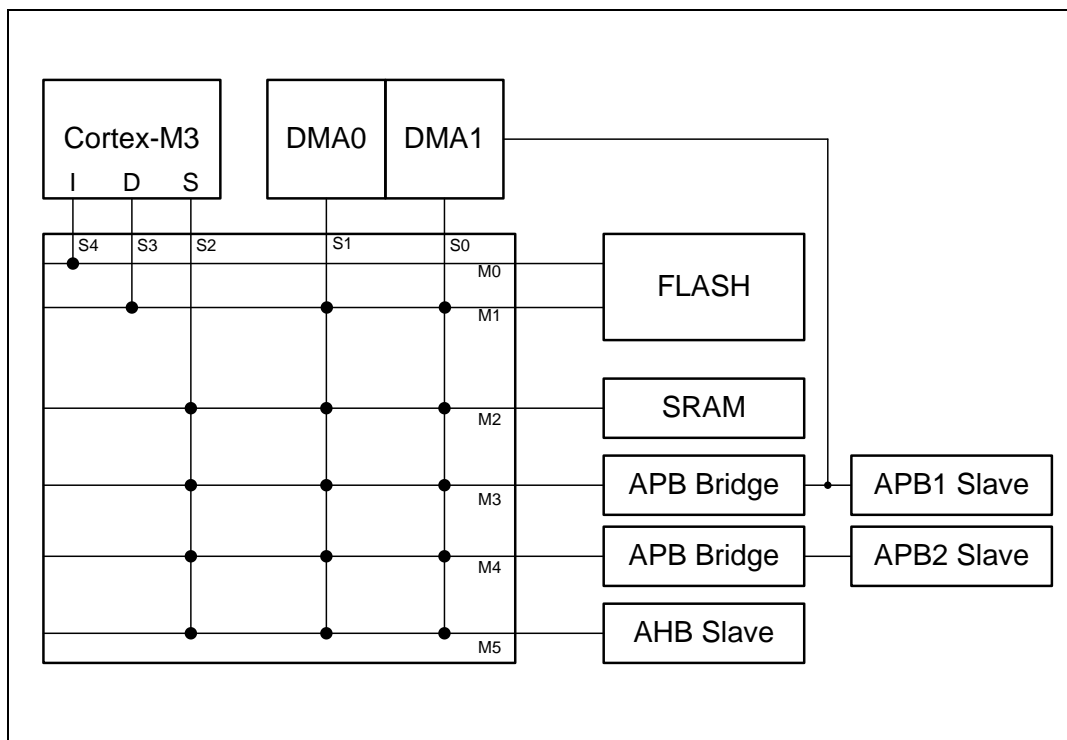 Cortex-M3
DMA0
DMA1
I
D
S
S4
S3
S2
S1
S0
M0
FLASH
M1
SRAM
M2
APB Bridge
APB1 Slave
M3
APB Bridge
APB2 Slave
M4
AHB Slave
M5